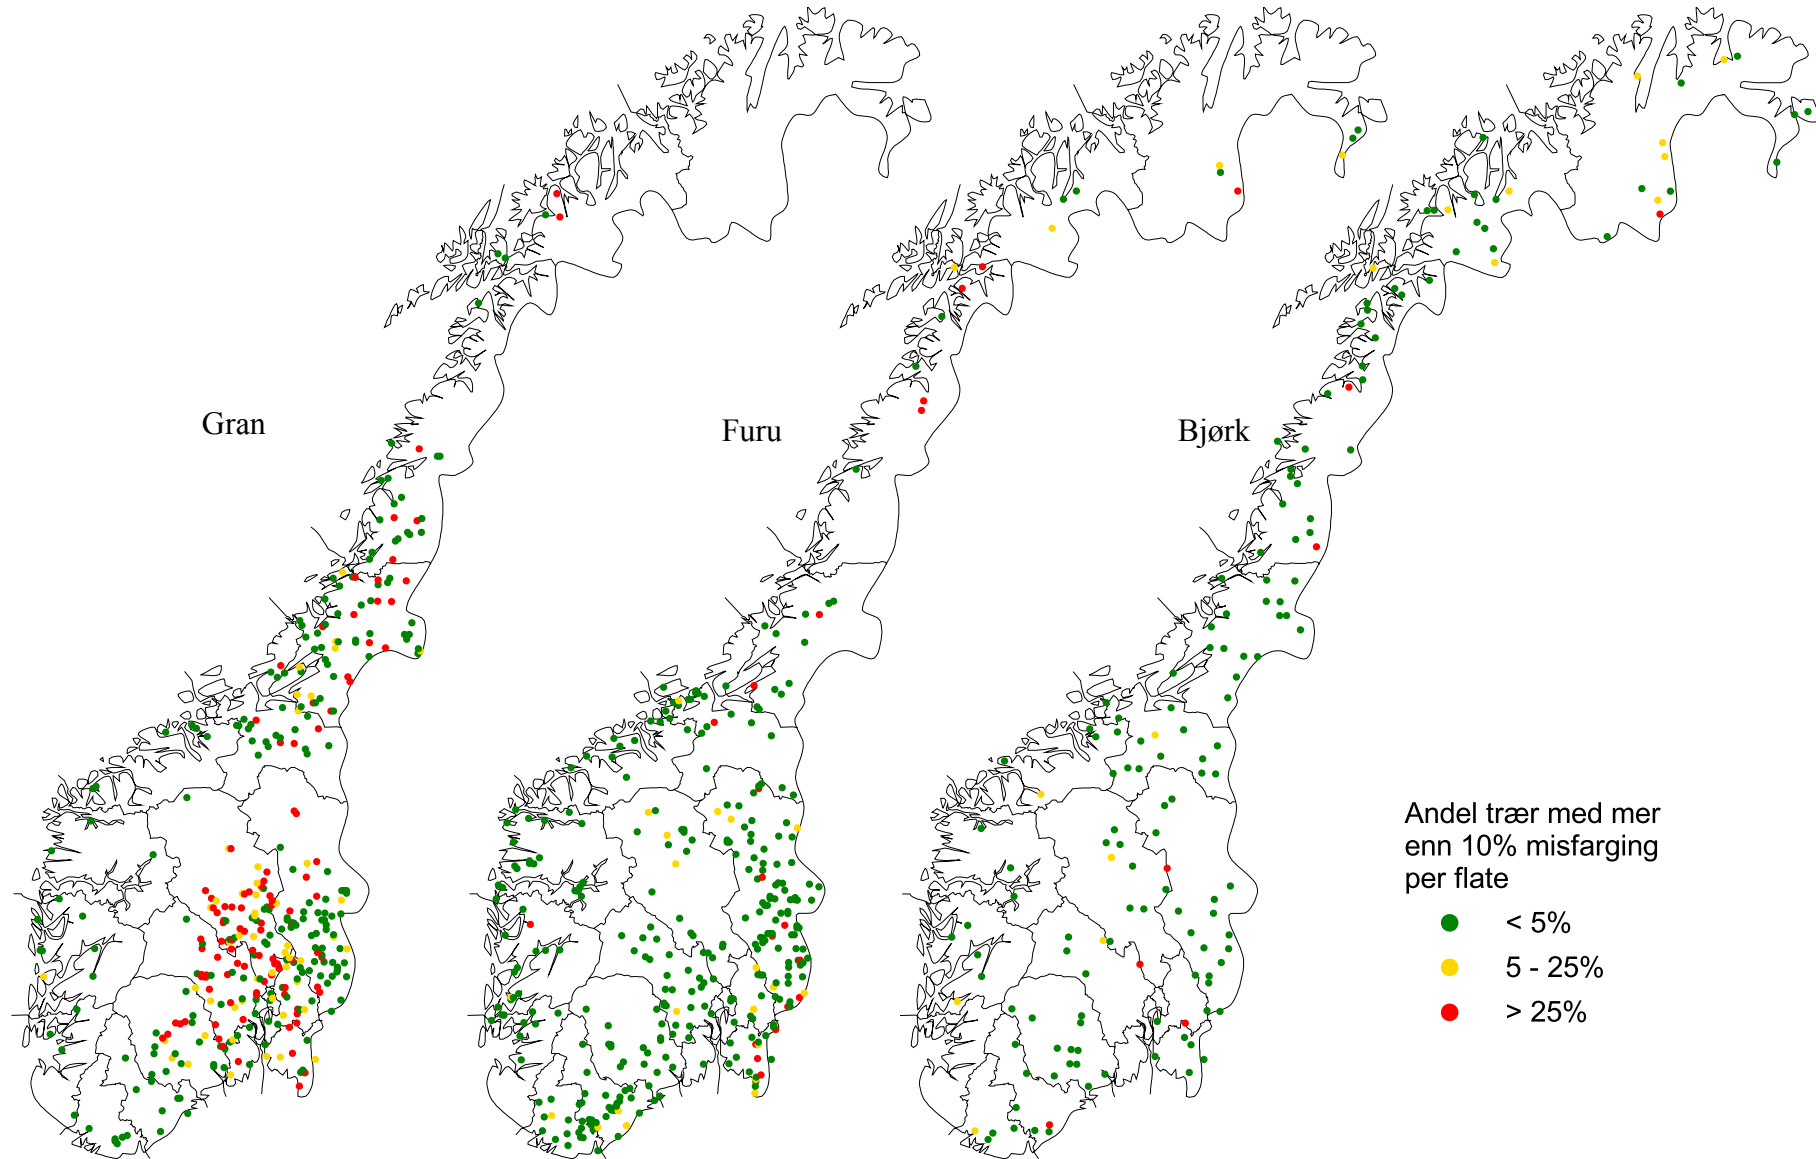 Gran
Furu
Bjørk
Andel trær med mer
enn 10% misfarging
per flate
< 5%
5 - 25%
> 25%